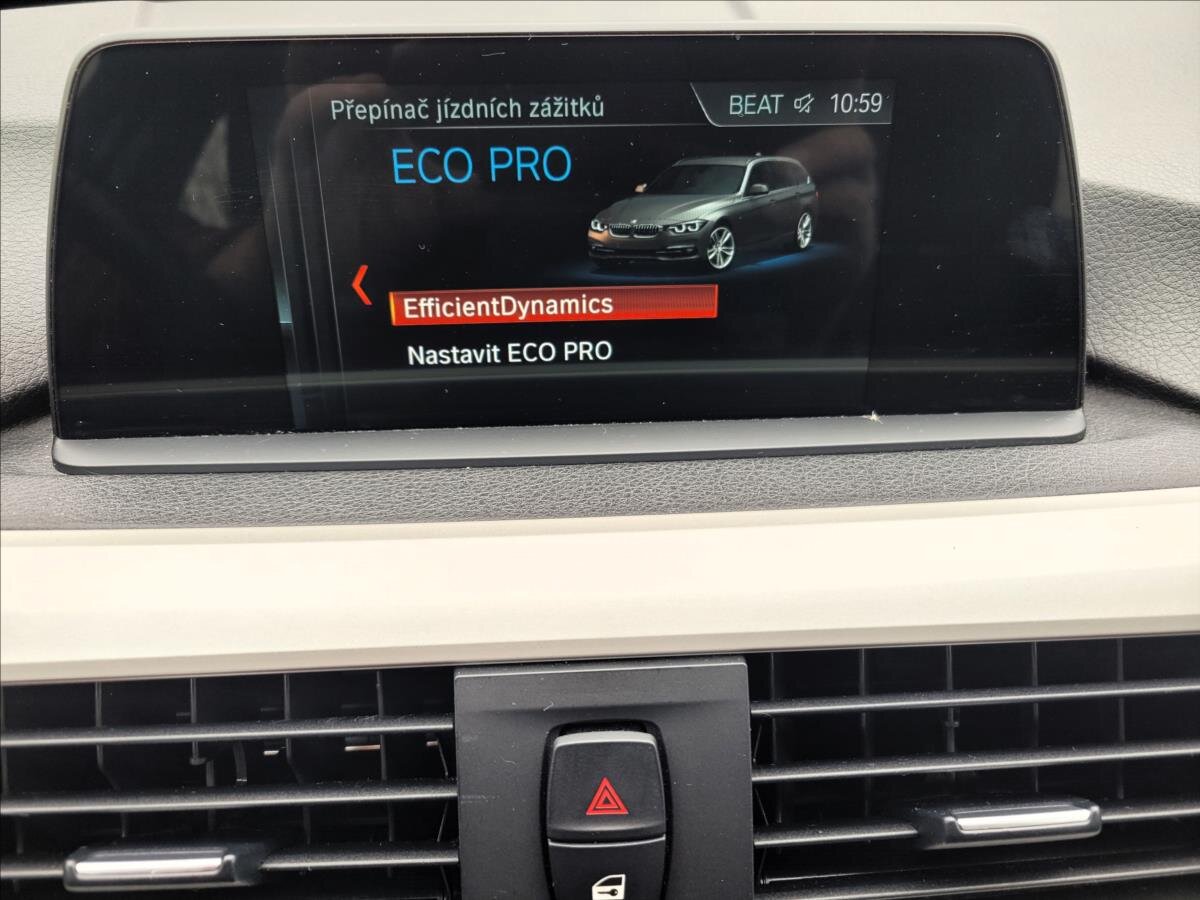 Přepínač jízdních zážitků
BEAT 10:59
ECO PRO
EfficientDynamics
Nastavit ECO PRO